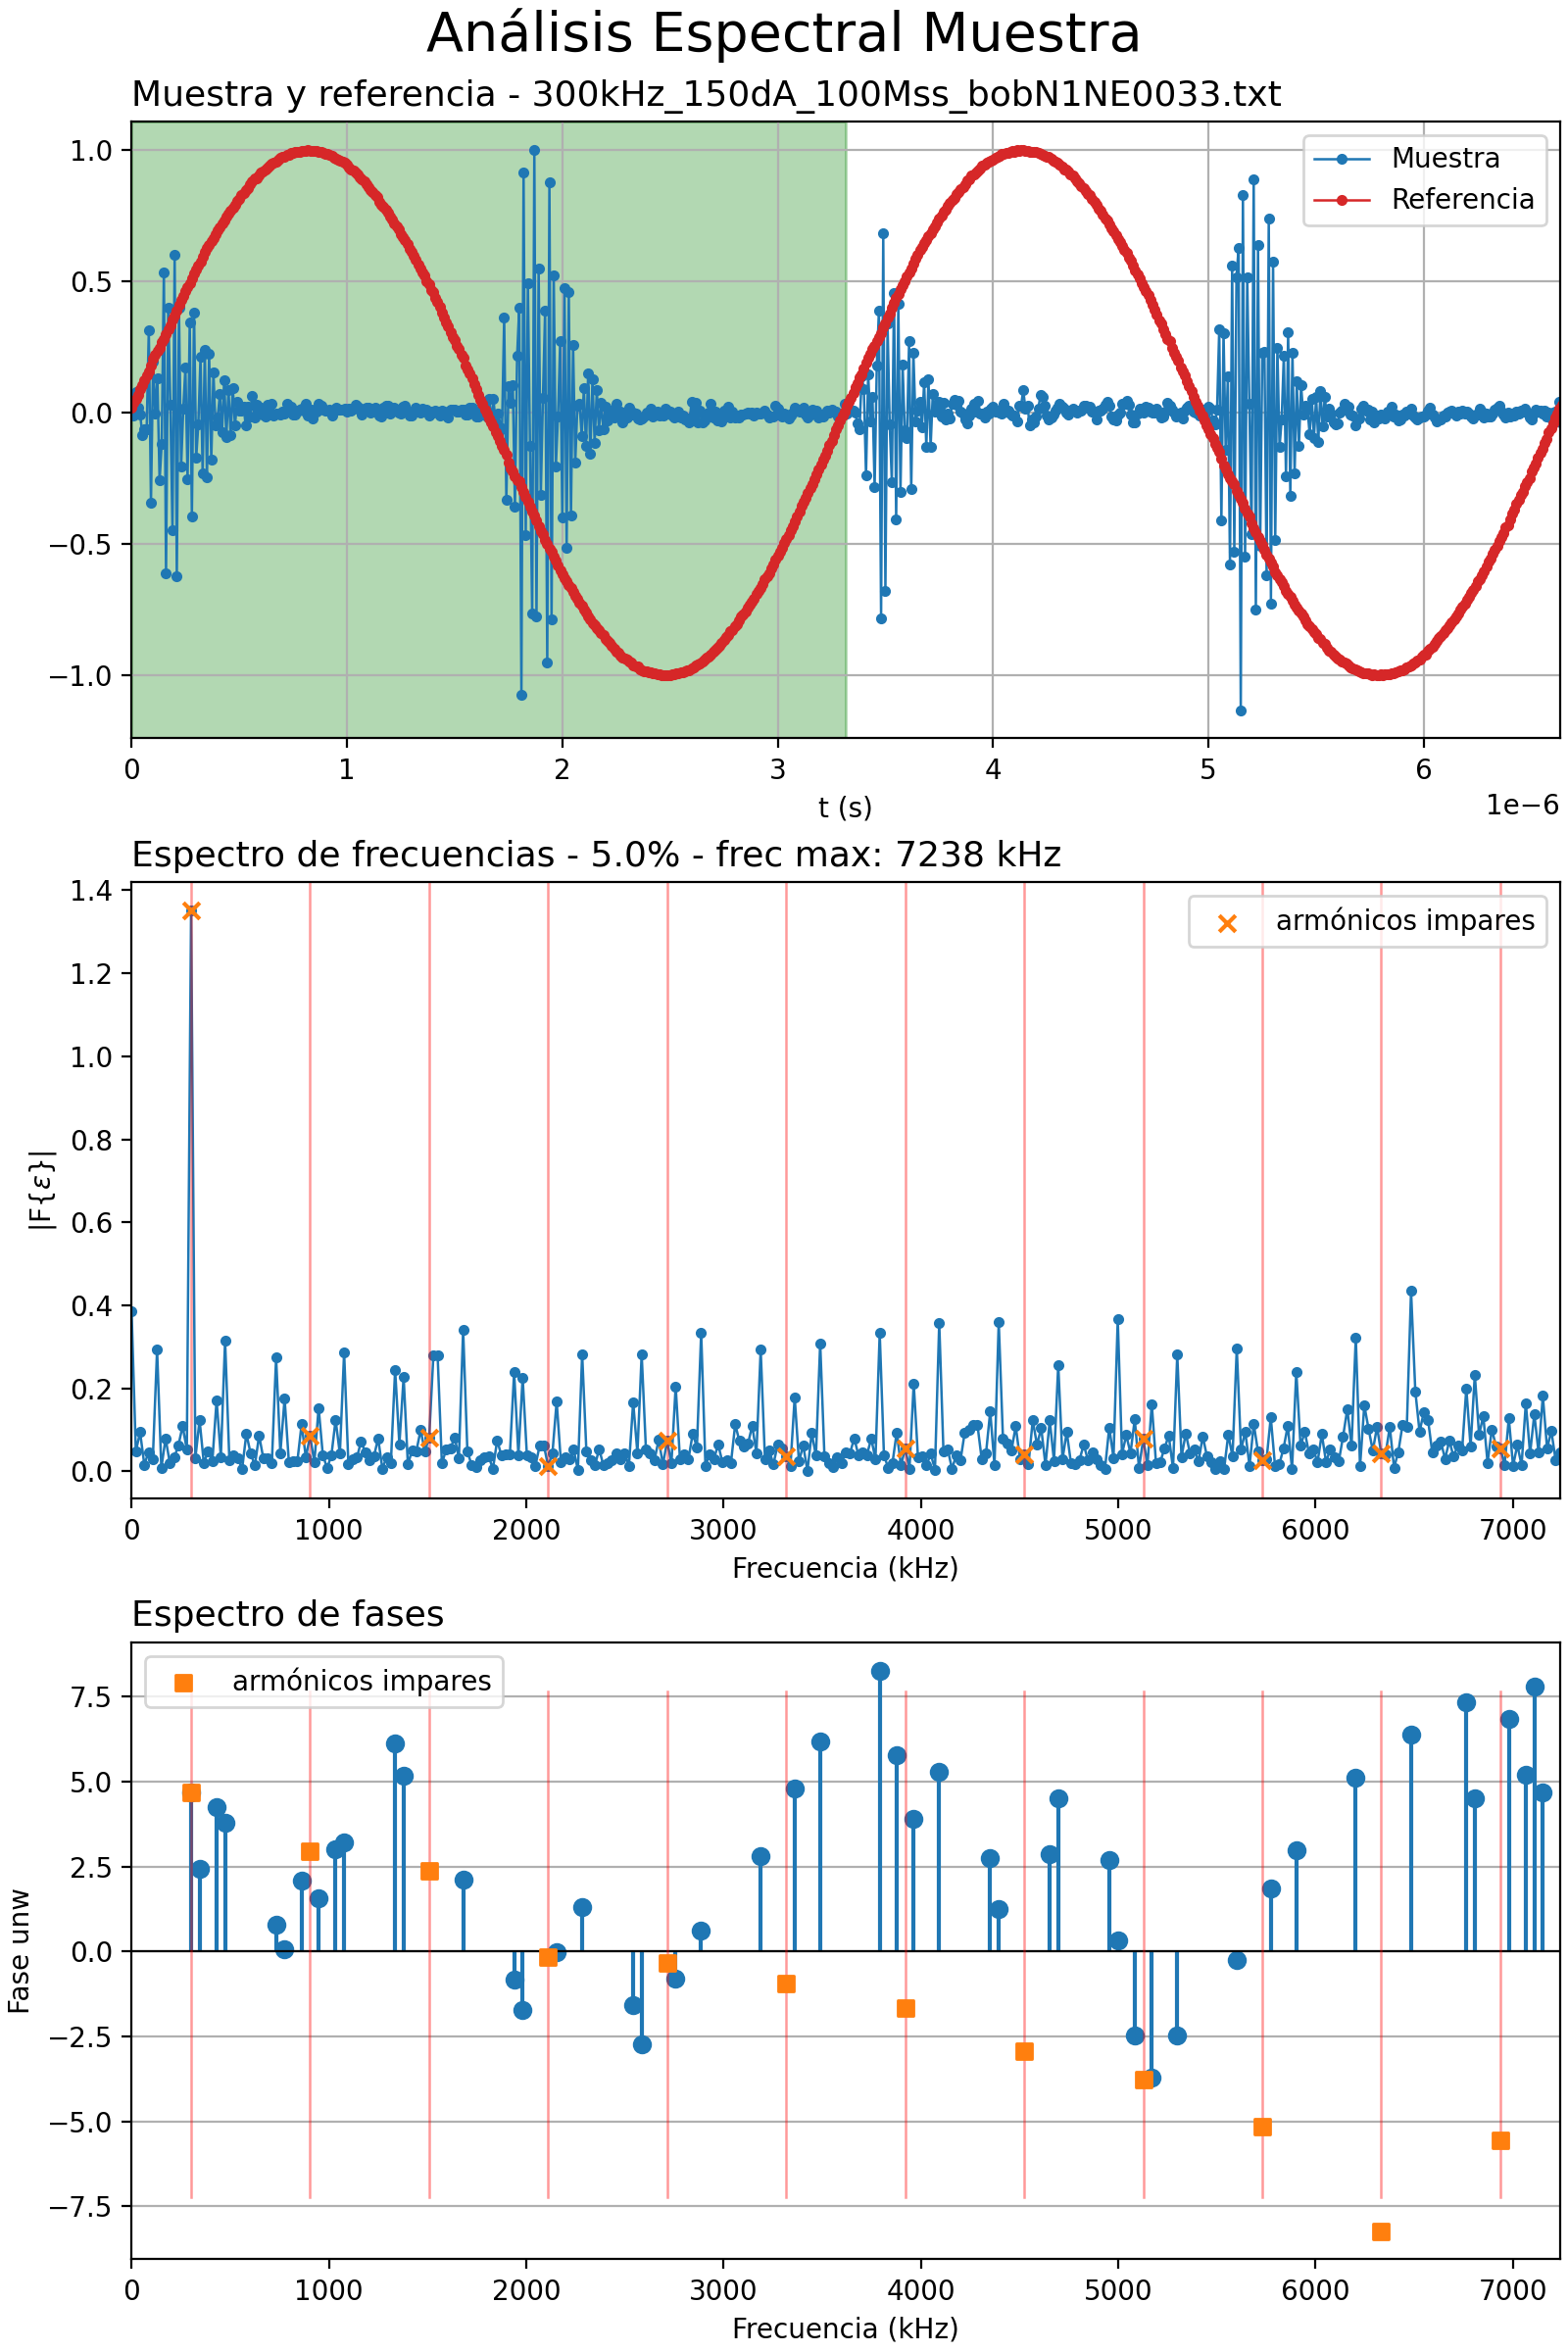 Análisis Espectral Muestra
Muestra y referencia - 300kHz_150dA_100Mss_bobN1NE0033.txt
1.0
0.5
0.0
−0.5
−1.0
Muestra
Referencia
0 1 2 3 4 5 6
t (s)
1e−6
Espectro de frecuencias - 5.0% - frec max: 7238 kHz
1.4
1.2
1.0
0.8
0.6
0.4
0.2
0.0
|F{ε}|
armónicos impares
0 1000 2000 3000 4000 5000 6000 7000
Frecuencia (kHz)
Espectro de fases
armónicos impares
7.5
5.0
2.5
0.0
−2.5
−5.0
−7.5
Fase unw
0 1000 2000 3000 4000 5000 6000 7000
Frecuencia (kHz)